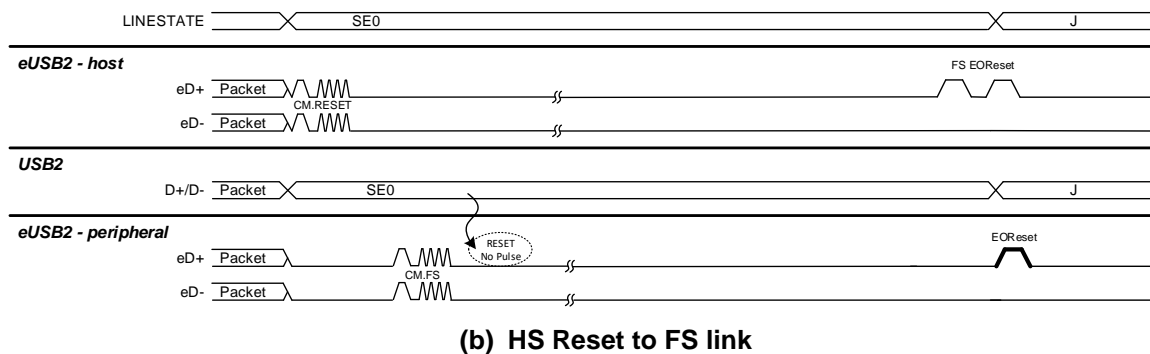 LINESTATE SE0 J
eUSB2 - host
FS EOReset
eD+ Packet
CM.RESET
eD- Packet
USB2
D+/D- Packet SE0 J
eUSB2 - peripheral
EOReset
RESET
eD+ Packet
No Pulse
CM.FS
eD- Packet
(b) HS Reset to FS link